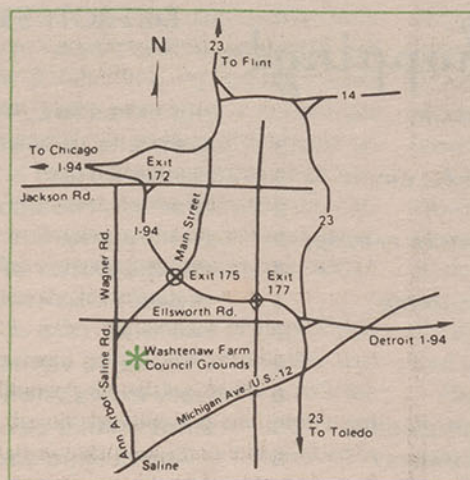 N
23
To Flint
14
To Chicago
I-94
Exit
172
Jackson Rd.
I-94
Main Street
23
Wagner Rd.
Exit 175
Exit
177
Ellsworth Rd.
Detroit I-94
Washtenaw Farm
Council Grounds
Ann Arbor-Saline Rd.
Michigan Ave./U.S.-12
23
To Toledo
Saline